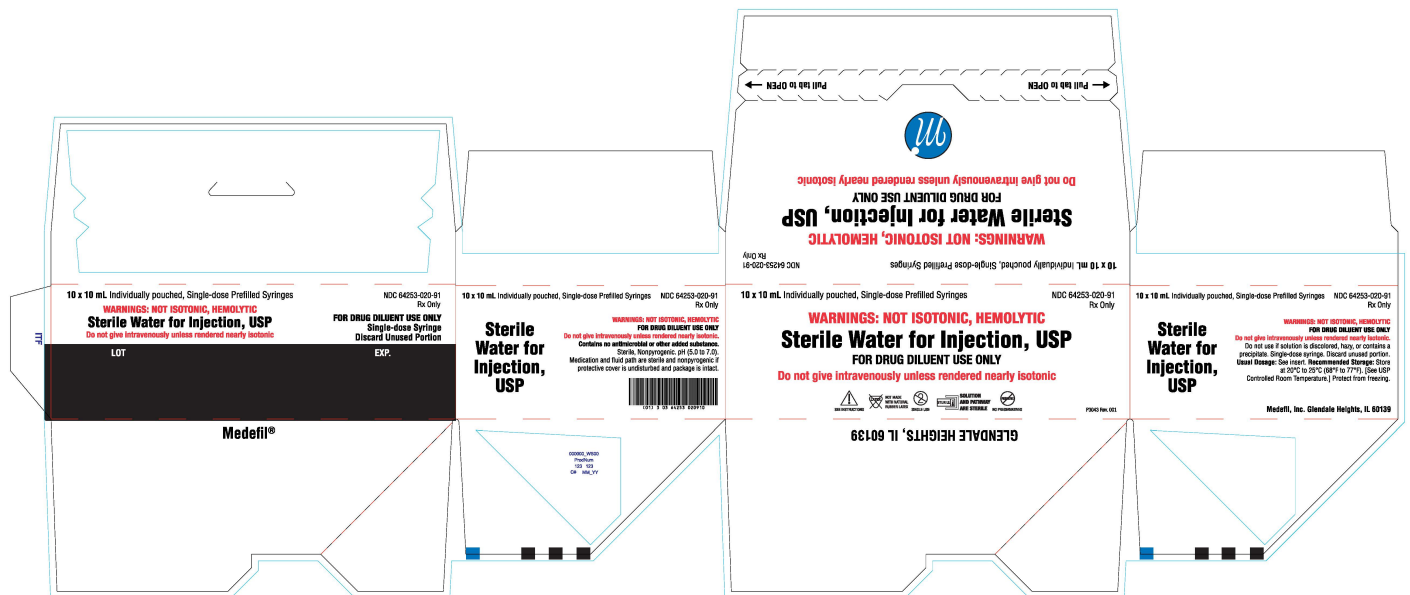 Pull tab to OPEN
Pull tab to OPEN
m
Do not give intravenously unless rendered nearly isotonic
FOR DRUG DILUENT USE ONLY
Sterile Water for Injection, USP
WARNINGS: NOT ISOTONIC, HEMOLYTIC
10 x 10 mL Individually pouched, Single-dose Prefilled Syringes
NDC 64253-020-91
Rx Only
ITF
10 x 10 mL Individually pouched, Single-dose Prefilled Syringes
NDC 64253-020-91
Rx Only
WARNINGS: NOT ISOTONIC, HEMOLYTIC
Sterile Water for Injection, USP
Do not give intravenously unless rendered nearly isotonic
FOR DRUG DILUENT USE ONLY
Single-dose Syringe
Discard Unused Portion
LOT
EXP.
Medefil®
10 x 10 mL Individually pouched, Single-dose Prefilled Syringes
NDC 64253-020-91
Rx Only
Sterile
Water for
Injection,
USP
WARNINGS: NOT ISOTONIC, HEMOLYTIC
FOR DRUG DILUENT USE ONLY
Do not give intravenously unless rendered nearly isotonic.
Contains no antimicrobial or other added substance.
Sterile, Nonpyrogenic. pH (5.0 to 7.0).
Medication and fluid path are sterile and nonpyrogenic if
protective cover is undisturbed and package is intact.
(01) 3 03 64253 020910
000000_WS00
ProdNum
123 123
C# MM_YY
10 x 10 mL Individually pouched, Single-dose Prefilled Syringes
NDC 64253-020-91
Rx Only
WARNINGS: NOT ISOTONIC, HEMOLYTIC
Sterile Water for Injection, USP
FOR DRUG DILUENT USE ONLY
Do not give intravenously unless rendered nearly isotonic
SEE INSTRUCTIONS
NOT MADE
WITH NATURAL
RUBBER LATEX
SINGLE USE
SOLUTION
AND PATHWAY
ARE STERILE
NO PRESERVATIVES
P3043 Rev. 001
GLENDALE HEIGHTS, IL 60139
10 x 10 mL Individually pouched, Single-dose Prefilled Syringes
NDC 64253-020-91
Rx Only
Sterile
Water for
Injection,
USP
WARNINGS: NOT ISOTONIC, HEMOLYTIC
FOR DRUG DILUENT USE ONLY
Do not give intravenously unless rendered nearly isotonic.
Do not use if solution is discolored, hazy, or contains a
precipitate. Single-dose syringe. Discard unused portion.
Usual Dosage: See insert. Recommended Storage: Store
at 20°C to 25°C (68°F to 77°F). [See USP
Controlled Room Temperature.] Protect from freezing.
Medefil, Inc. Glendale Heights, IL 60139